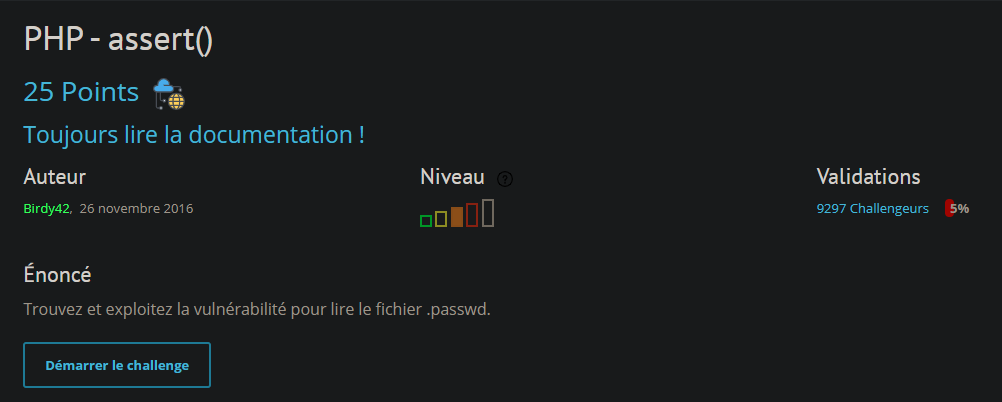 PHP - assert()
25 Points
Toujours lire la documentation !
Auteur
Birdy42, 26 novembre 2016
Niveau ?
Validations
9297 Challengeurs 5%
Énoncé
Trouvez et exploitez la vulnérabilité pour lire le fichier .passwd.
Démarrer le challenge